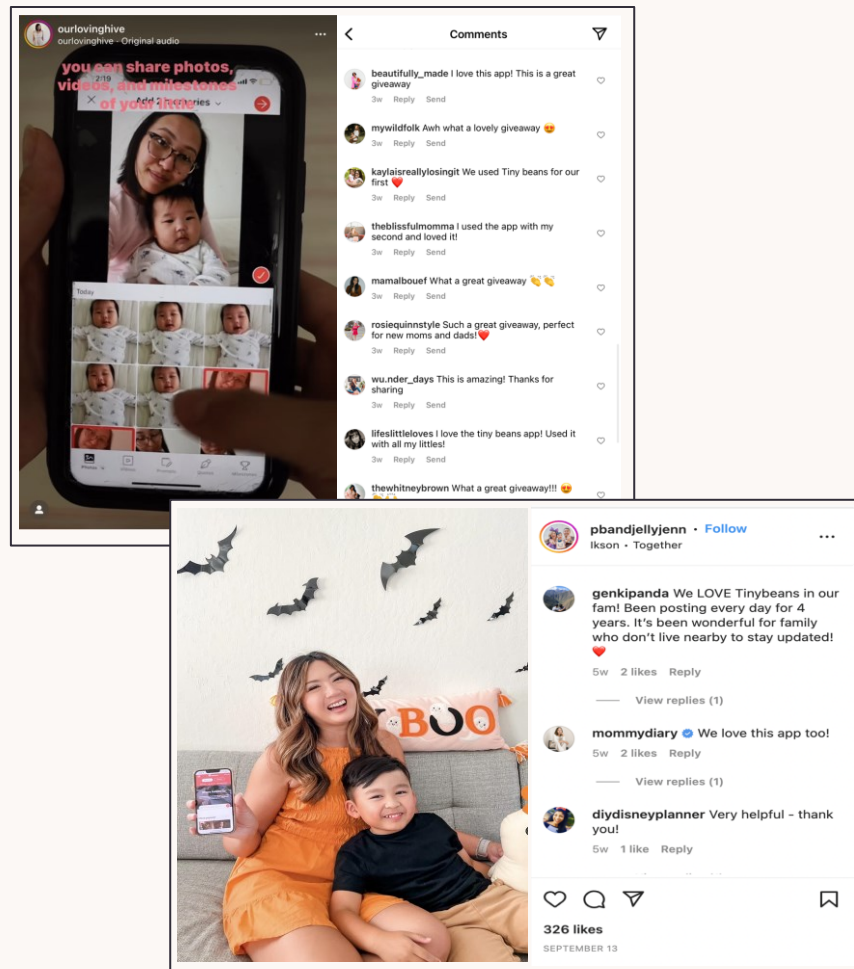 ourlovinghive
ourlovinghive • Original audio
you can share photos,
videos, and milestones
of your little
2:19
Add 2 memories
Today
Photos
Comments
beautifully_made I love this app! This is a great
giveaway
3w Reply Send
mywildfolk Awh what a lovely giveaway 😍
3w Reply Send
kaylaisreallylosingit We used Tiny beans for our
first ❤️
3w Reply Send
theblissfulmomma I used the app with my
second and loved it!
3w Reply Send
mamalbouef What a great giveaway 👏👏
3w Reply Send
rosiequinnstyle Such a great giveaway, perfect
for new moms and dads!❤️
3w Reply Send
wu.nder_days This is amazing! Thanks for
sharing
3w Reply Send
lifeslittleloves I love the tiny beans app! Used it
with all my littles!
3w Reply Send
thewhitneybrown What a great giveaway!!! 😍
BOO
pbandjellyjenn • Follow
Ikson • Together
genkipanda We LOVE Tinybeans in our
fam! Been posting every day for 4
years. It's been wonderful for family
who don't live nearby to stay updated!
❤️
5w 2 likes Reply
View replies (1)
mommydiary We love this app too!
5w 2 likes Reply
View replies (1)
diydisneyplanner Very helpful - thank
you!
5w 1 like Reply
326 likes
SEPTEMBER 13